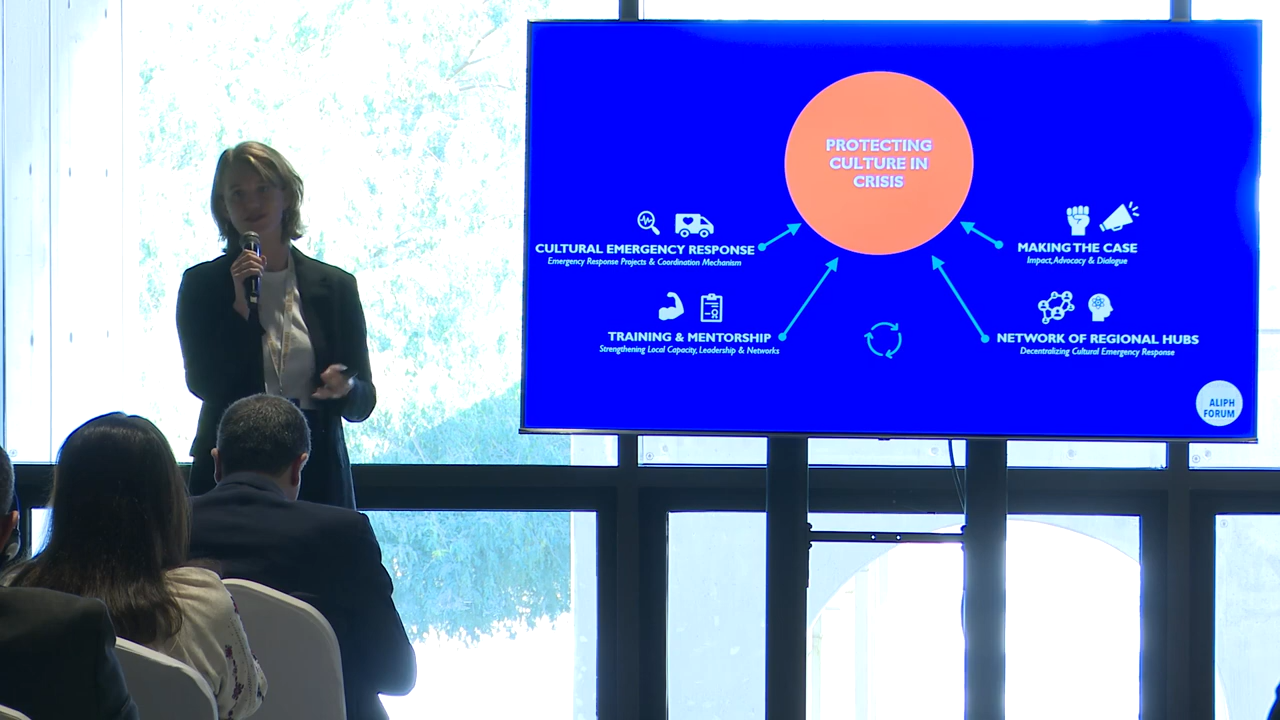 PROTECTING
CULTURE IN
CRISIS
CULTURAL EMERGENCY RESPONSE
Emergency Response Projects & Coordination Mechanism
MAKING THE CASE
Impact, Advocacy & Dialogue
TRAINING & MENTORSHIP
Strengthening Local Capacity, Leadership & Networks
NETWORK OF REGIONAL HUBS
Decentralizing Cultural Emergency Response
ALIPH
FORUM